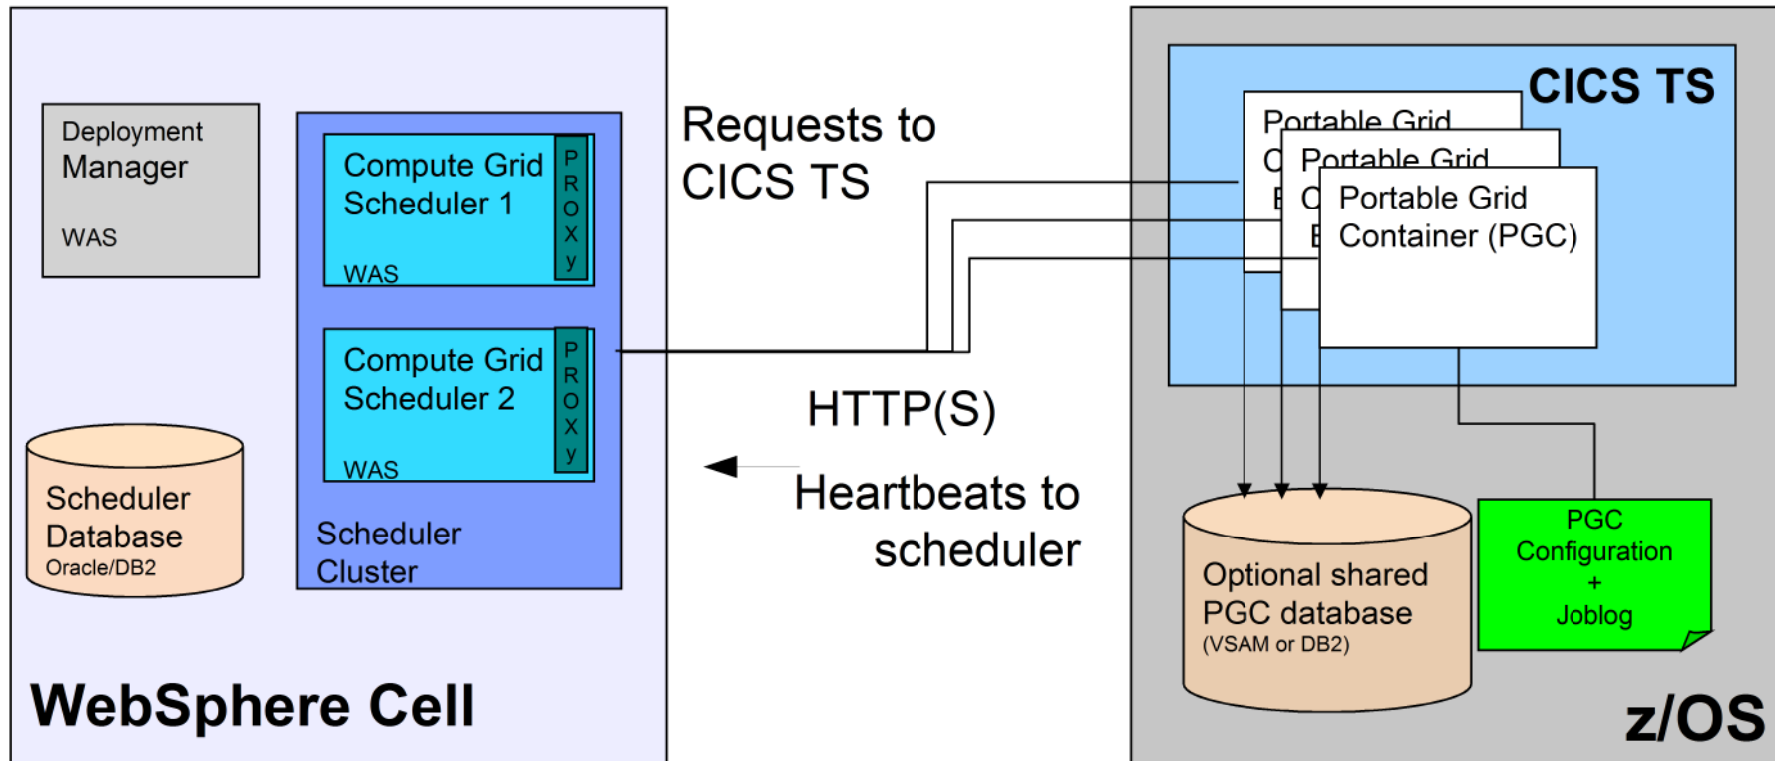 Deployment
Manager
WAS
Compute Grid
Scheduler 1
WAS
P
R
O
X
y
Compute Grid
Scheduler 2
WAS
P
R
O
X
y
Scheduler
Cluster
Scheduler
Database
Oracle/DB2
WebSphere Cell
Requests to
CICS TS
HTTP(S)
Heartbeats to
scheduler
CICS TS
Portable Grid
C
E
Portable Grid
C
E
Portable Grid
Container (PGC)
Optional shared
PGC database
(VSAM or DB2)
PGC
Configuration
+
Joblog
z/OS